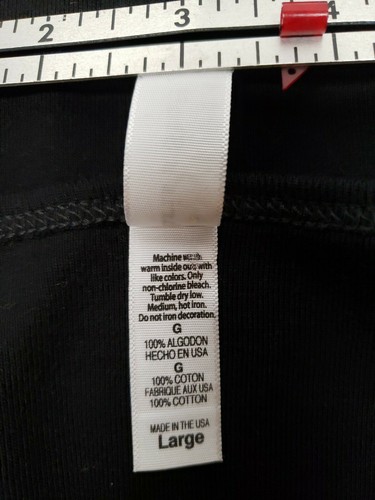 2 3 4
Machine wash
warm inside out with
like colors. Only
non-chlorine bleach.
Tumble dry low.
Medium, hot iron.
Do not iron decoration.
G
100% ALGODON
HECHO EN USA
G
100% COTON
FABRIQUÉ AUX USA
100% COTTON
MADE IN THE USA
Large